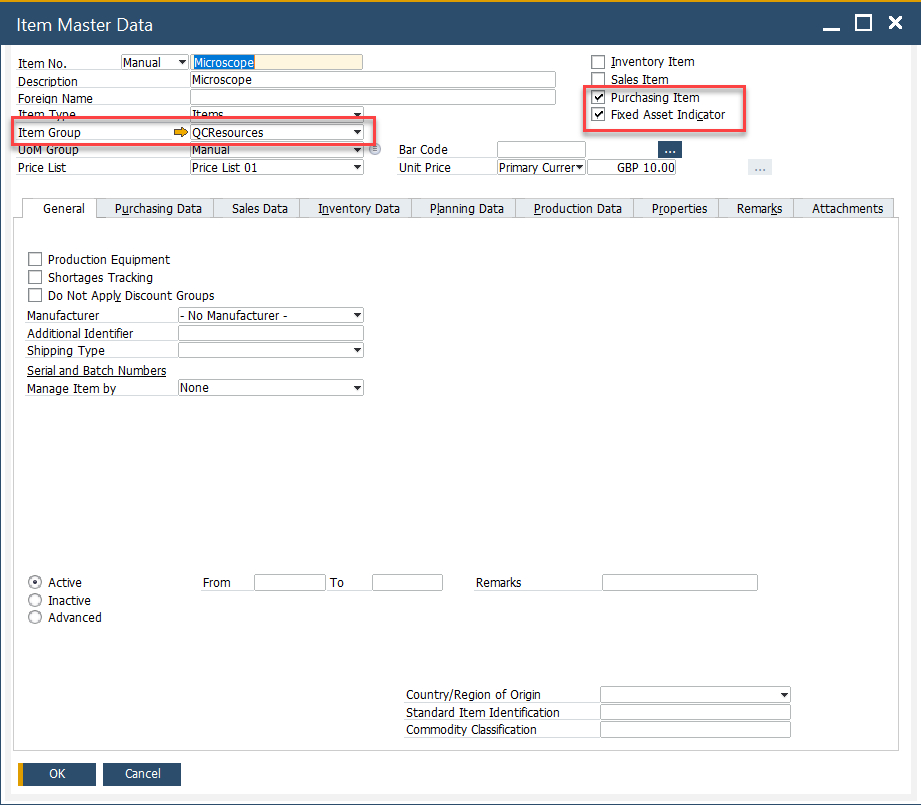 Item Master Data
Item No. Manual Microscope
Inventory Item
Description Microscope
Sales Item
Foreign Name
Purchasing Item
Item Type Items
Fixed Asset Indicator
Item Group QCResources
UoM Group Manual Bar Code ...
Price List Price List 01 Unit Price Primary Curren GBP 10.00 ...
General Purchasing Data Sales Data Inventory Data Planning Data Production Data Properties Remarks Attachments
Production Equipment
Shortages Tracking
Do Not Apply Discount Groups
Manufacturer - No Manufacturer -
Additional Identifier
Shipping Type
Serial and Batch Numbers
Manage Item by None
Active From To Remarks
Inactive
Advanced
Country/Region of Origin
Standard Item Identification
Commodity Classification
OK Cancel